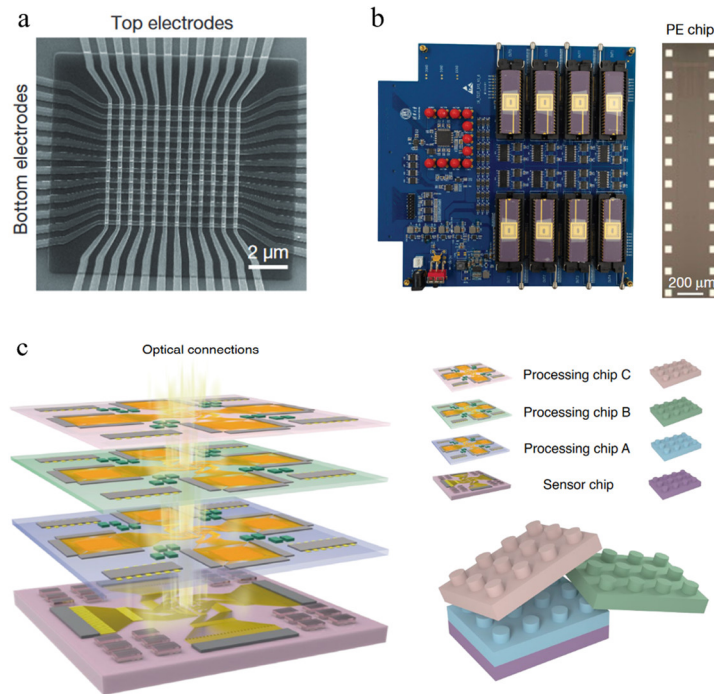 a
Top electrodes
Bottom electrodes
2 μm
b
PE chip
200 μm
c
Optical connections
Processing chip C
Processing chip B
Processing chip A
Sensor chip